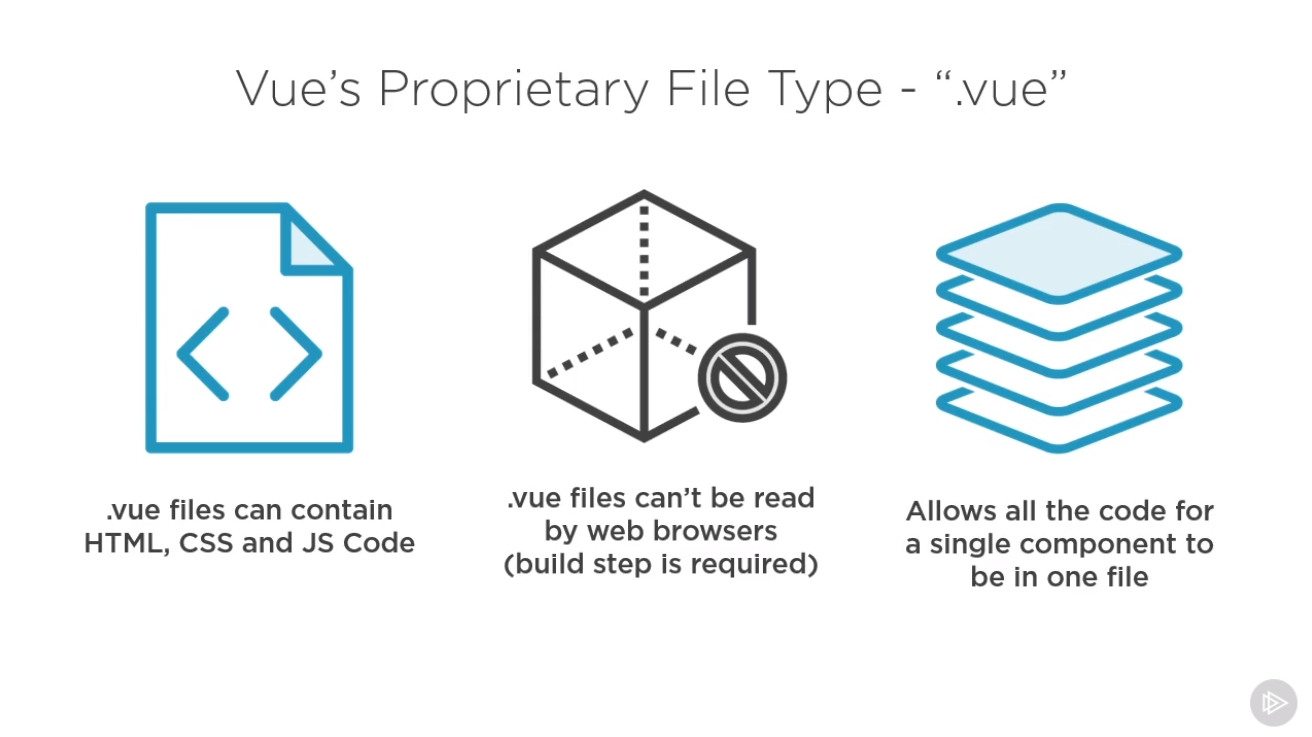 Vue’s Proprietary File Type - “.vue”
.vue files can contain
HTML, CSS and JS Code
.vue files can’t be read
by web browsers
(build step is required)
Allows all the code for
a single component to
be in one file